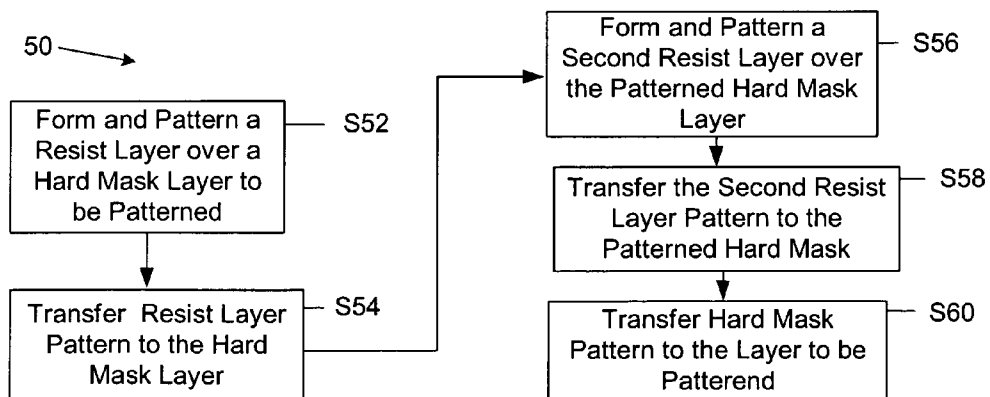 50
Form and Pattern a
Resist Layer over a
Hard Mask Layer to
be Patterned
S52
Transfer Resist Layer
Pattern to the Hard
Mask Layer
S54
Form and Pattern a
Second Resist Layer over
the Patterned Hard Mask
Layer
S56
Transfer the Second Resist
Layer Pattern to the
Patterned Hard Mask
S58
Transfer Hard Mask
Pattern to the Layer to be
Patterend
S60